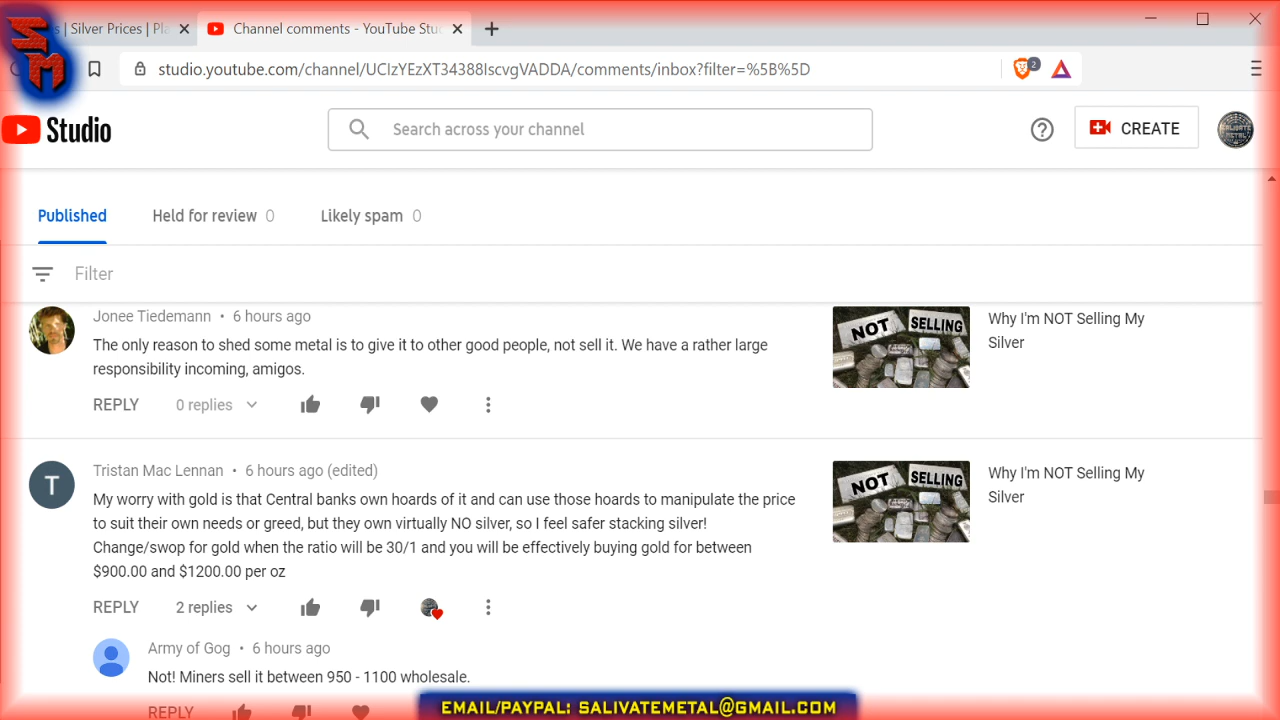 SM
s | Silver Prices | Pla
Channel comments - YouTube Stud
studio.youtube.com/channel/UCIzYEzXT34388IscvgVADDA/comments/inbox?filter=%5B%5D
2
Studio
Search across your channel
CREATE
SALIVATE METAL
Published
Held for review 0
Likely spam 0
Filter
Jonee Tiedemann • 6 hours ago
The only reason to shed some metal is to give it to other good people, not sell it. We have a rather large
responsibility incoming, amigos.
REPLY 0 replies
NOT SELLING
Why I'm NOT Selling My
Silver
T
Tristan Mac Lennan • 6 hours ago (edited)
My worry with gold is that Central banks own hoards of it and can use those hoards to manipulate the price
to suit their own needs or greed, but they own virtually NO silver, so I feel safer stacking silver!
Change/swop for gold when the ratio will be 30/1 and you will be effectively buying gold for between
$900.00 and $1200.00 per oz
REPLY 2 replies
NOT SELLING
Why I'm NOT Selling My
Silver
Army of Gog • 6 hours ago
Not! Miners sell it between 950 - 1100 wholesale.
REPLY
EMAIL/PAYPAL: SALIVATEMETAL@GMAIL.COM